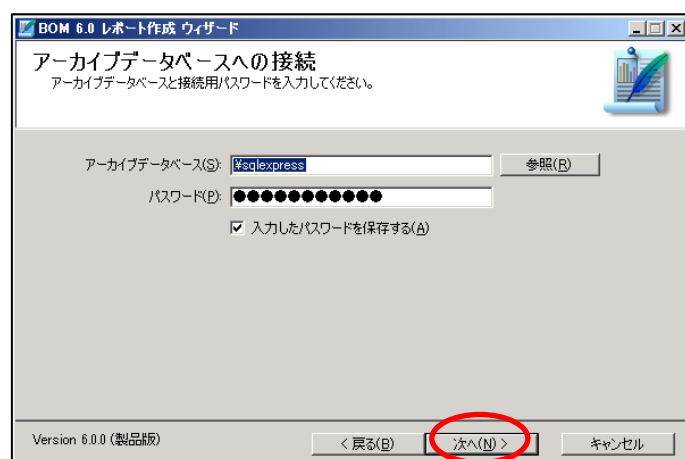 BOM 6.0 レポート作成 ウィザード
アーカイブデータベースへの接続
アーカイブデータベースと接続用パスワードを入力してください。
アーカイブデータベース(S): ¥sqlexpress 参照(R)
パスワード(P): ●●●●●●●●●●●
入力したパスワードを保存する(A)
Version 6.0.0 (製品版) < 戻る(B) 次へ(N) > キャンセル